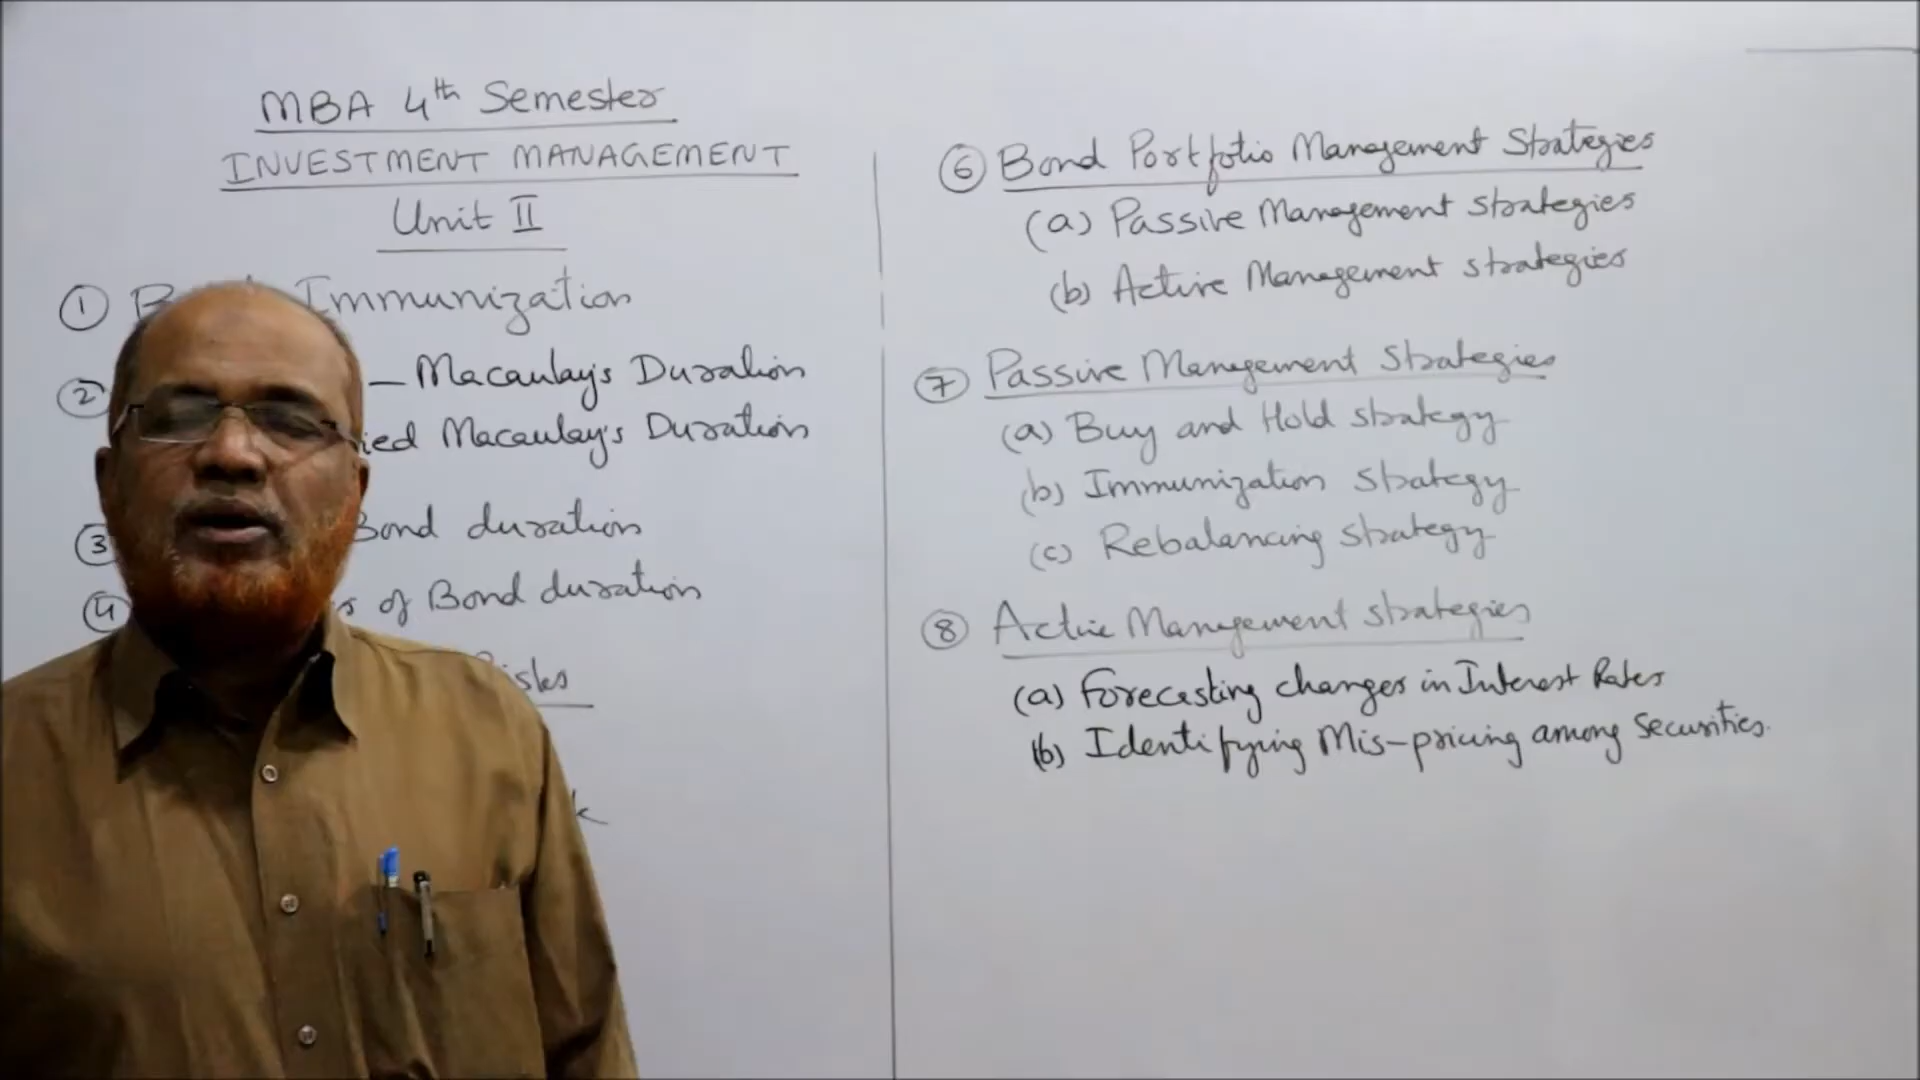 MBA 4th Semester
INVESTMENT MANAGEMENT
Unit II
① Immunization
② — Macaulay's Duration
Macaulay's Duration
③ Bond duration
④ of Bond duration
⑥ Bond Portfolio Management Strategies
(a) Passive Management strategies
(b) Active Management strategies
⑦ Passive Management Strategies
(a) Buy and Hold strategy
(b) Immunization strategy
(c) Rebalancing strategy
⑧ Active Management strategies
(a) Forecasting changes in Interest Rates
(b) Identifying Mis-pricing among Securities.